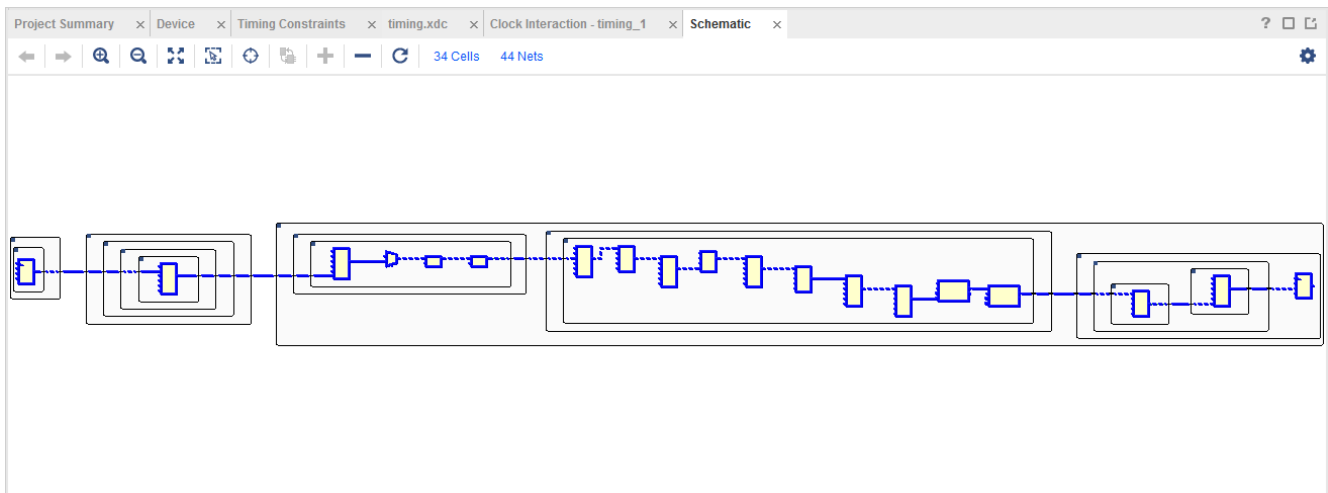 Project Summary × Device × Timing Constraints × timing.xdc × Clock Interaction - timing_1 × Schematic × ?
34 Cells 44 Nets